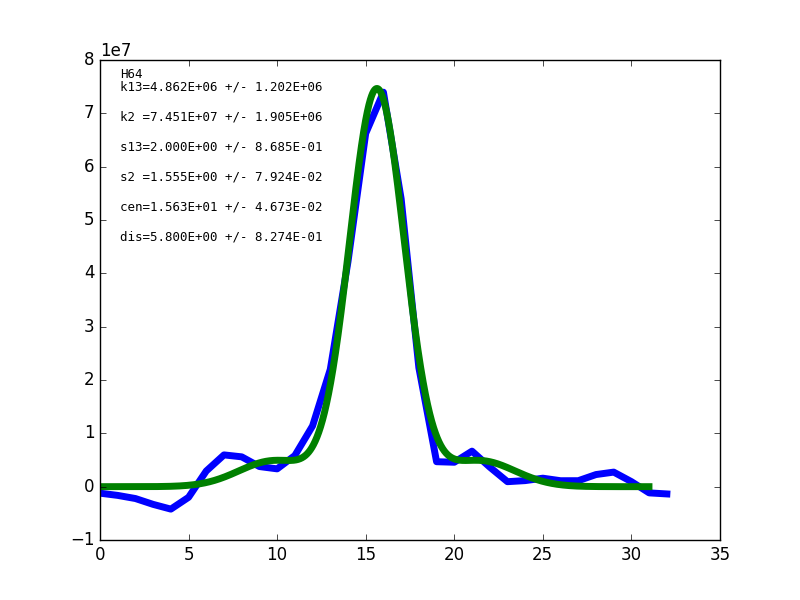 1e7
H64
k13=4.862E+06 +/- 1.202E+06
k2 =7.451E+07 +/- 1.905E+06
s13=2.000E+00 +/- 8.685E-01
s2 =1.555E+00 +/- 7.924E-02
cen=1.563E+01 +/- 4.673E-02
dis=5.800E+00 +/- 8.274E-01
8
7
6
5
4
3
2
1
0
−1
0 5 10 15 20 25 30 35